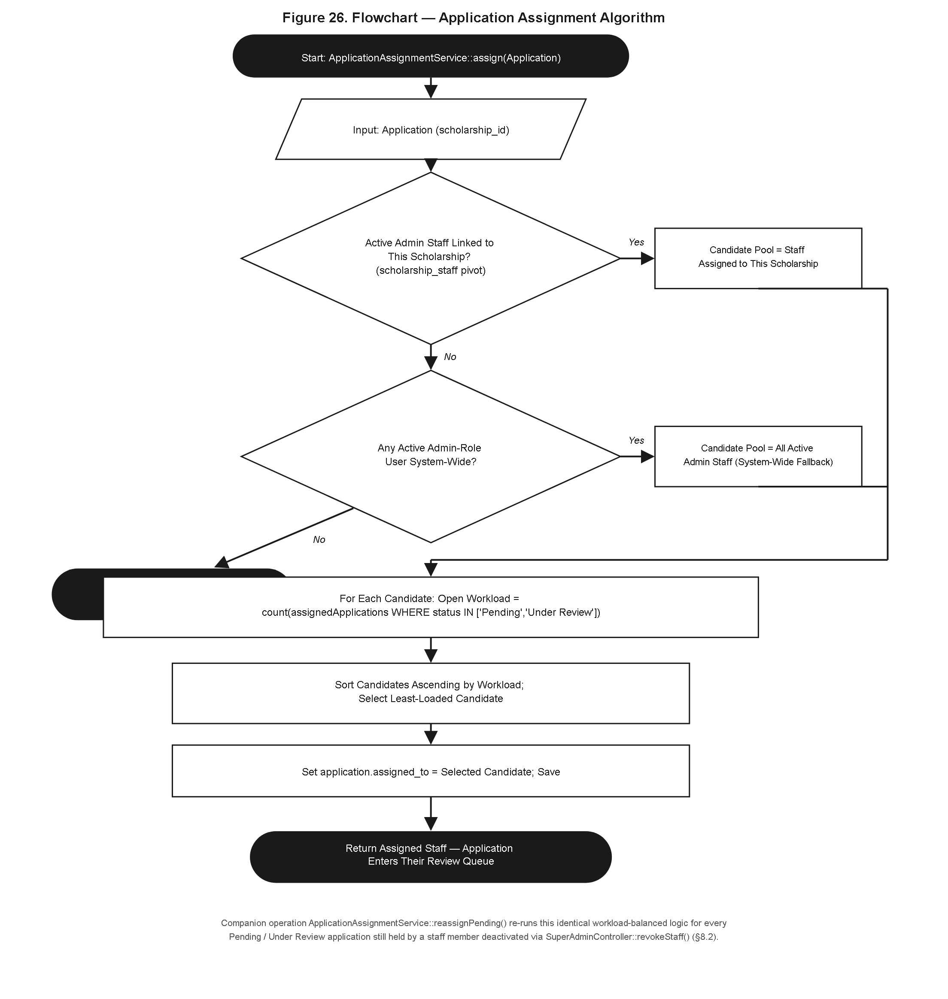 Figure 26. Flowchart — Application Assignment Algorithm
Start: ApplicationAssignmentService::assign(Application)
Input: Application (scholarship_id)
Active Admin Staff Linked to
This Scholarship?
(scholarship_staff pivot)
Yes
Candidate Pool = Staff
Assigned to This Scholarship
No
Any Active Admin-Role
User System-Wide?
Yes
Candidate Pool = All Active
Admin Staff (System-Wide Fallback)
No
For Each Candidate: Open Workload =
count(assignedApplications WHERE status IN ['Pending','Under Review'])
Sort Candidates Ascending by Workload;
Select Least-Loaded Candidate
Set application.assigned_to = Selected Candidate; Save
Return Assigned Staff — Application
Enters Their Review Queue
Companion operation ApplicationAssignmentService::reassignPending() re-runs this identical workload-balanced logic for every
Pending / Under Review application still held by a staff member deactivated via SuperAdminController::revokeStaff() (§8.2).